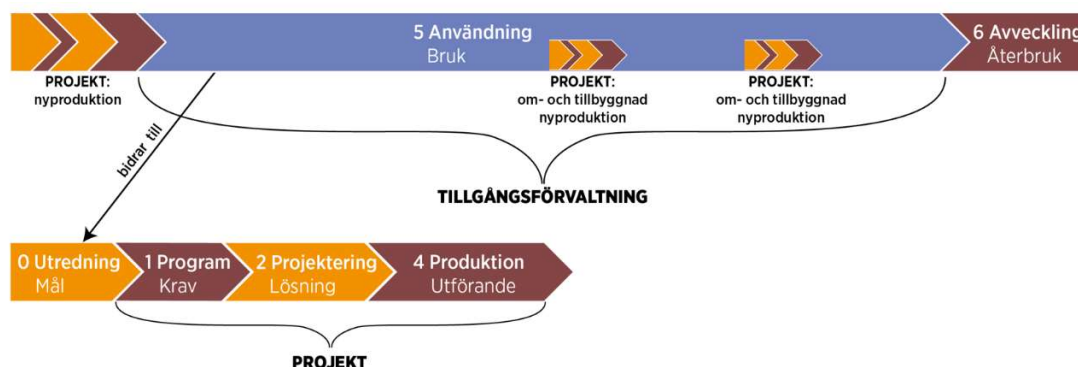 5 Användning
Bruk
6 Avveckling
Återbruk
PROJEKT:
nyproduktion
PROJEKT:
om- och tillbyggnad
nyproduktion
PROJEKT:
om- och tillbyggnad
nyproduktion
bidrar till
TILLGÅNGSFÖRVALTNING
0 Utredning
Mål
1 Program
Krav
2 Projektering
Lösning
4 Produktion
Utförande
PROJEKT